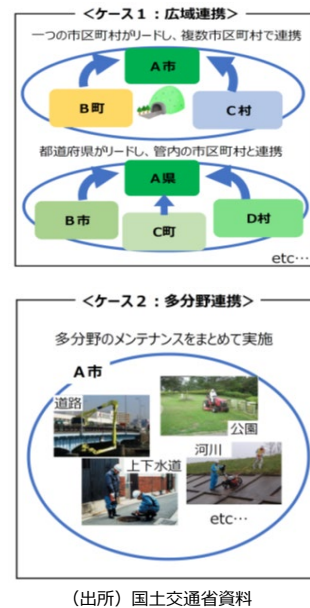 ＜ケース１：広域連携＞
一つの市区町村がリードし、複数市区町村で連携
A市
B町
C村
都道府県がリードし、管内の市区町村と連携
A県
B市
C町
D村
etc…
＜ケース２：多分野連携＞
多分野のメンテナンスをまとめて実施
A市
道路
公園
上下水道
河川
etc…
（出所）国土交通省資料